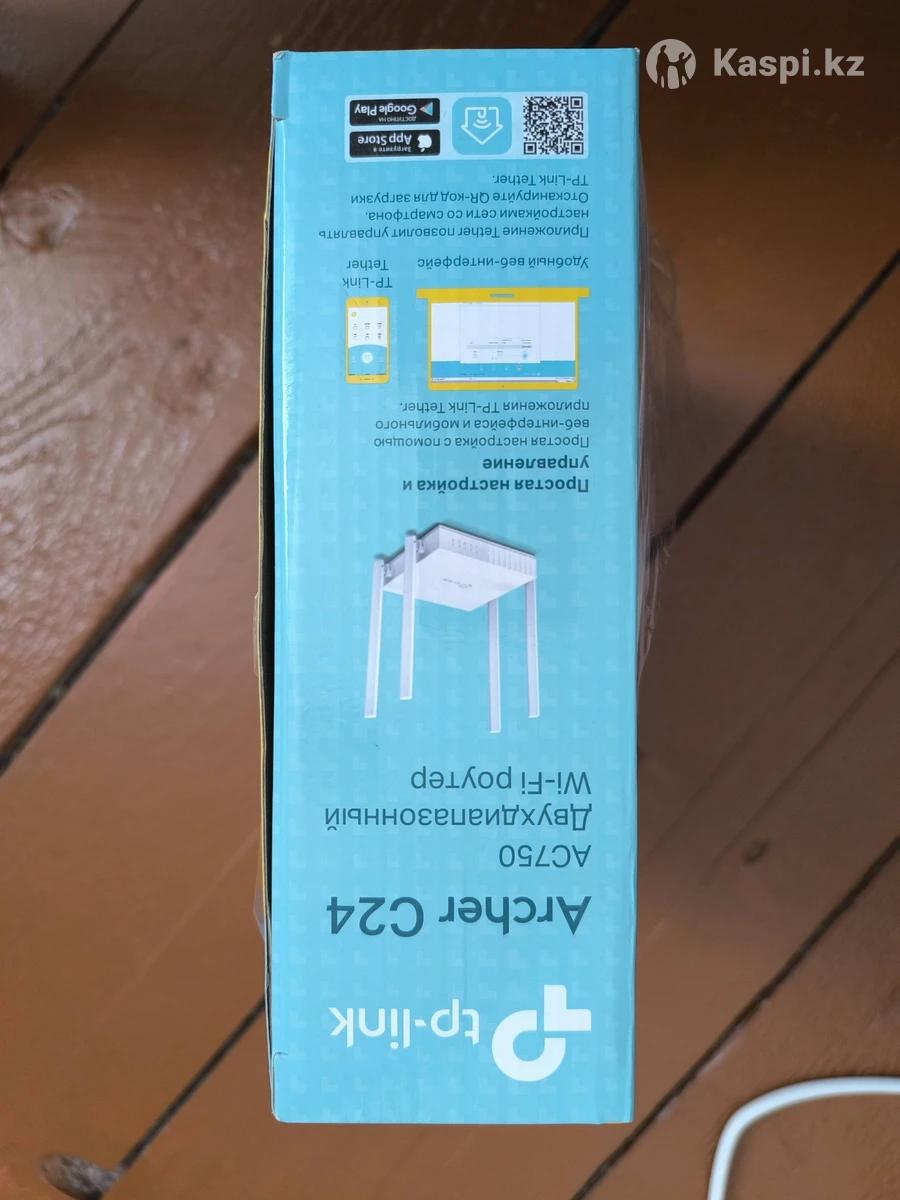 Kaspi.kz
tp-link
Archer C24
AC750
Двухдиапазонный
Wi-Fi роутер
Простая настройка и
управление
Простая настройка с помощью
веб-интерфейса и мобильного
приложения TP-Link Tether.
Удобный веб-интерфейс
TP-Link
Tether
Приложение Tether позволит управлять
настройками сети со смартфона.
Отсканируйте QR-код для загрузки
TP-Link Tether.
Загрузите в
App Store
ДОСТУПНО НА
Google Play